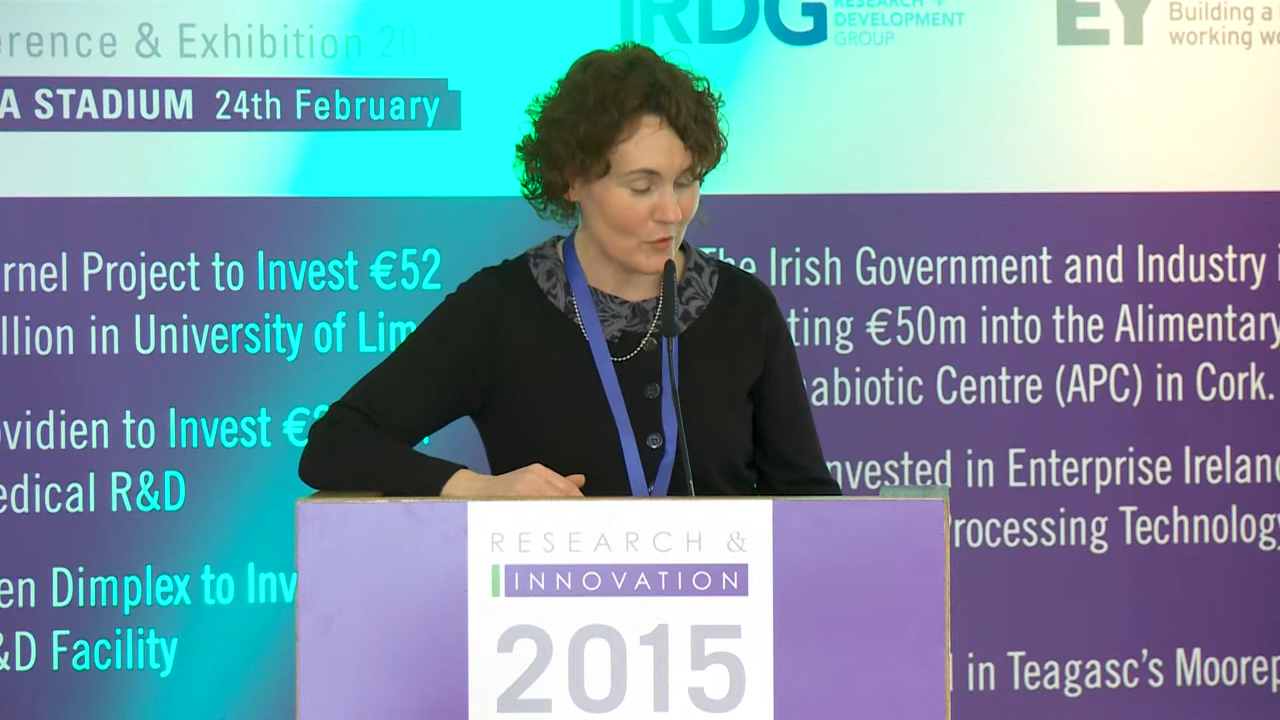 erence & Exhibition 20
A STADIUM 24th February
IRDG
RESEARCH +
DEVELOPMENT
GROUP
EY
Building a
working wo
rnel Project to Invest €52
llion in University of Lim
ovidien to Invest €
edical R&D
en Dimplex to Inv
&D Facility
The Irish Government and Industry i
ting €50m into the Alimentary
abiotic Centre (APC) in Cork.
nvested in Enterprise Ireland
Processing Technology
in Teagasc's Moorep
RESEARCH &
INNOVATION
2015